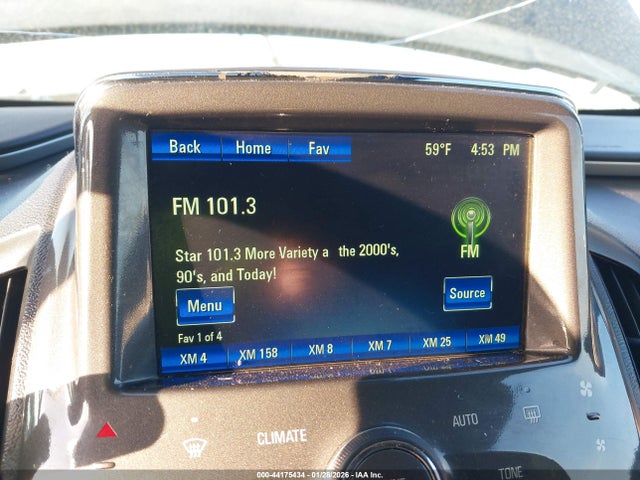 Back Home Fav 59°F 4:53 PM
FM 101.3
FM
Star 101.3 More Variety a the 2000's,
90's, and Today!
Menu Source
Fav 1 of 4
XM 4 XM 158 XM 8 XM 7 XM 25 XM 49
CLIMATE AUTO
TONE
000-44175434 | 01/28/2026 - IAA Inc.